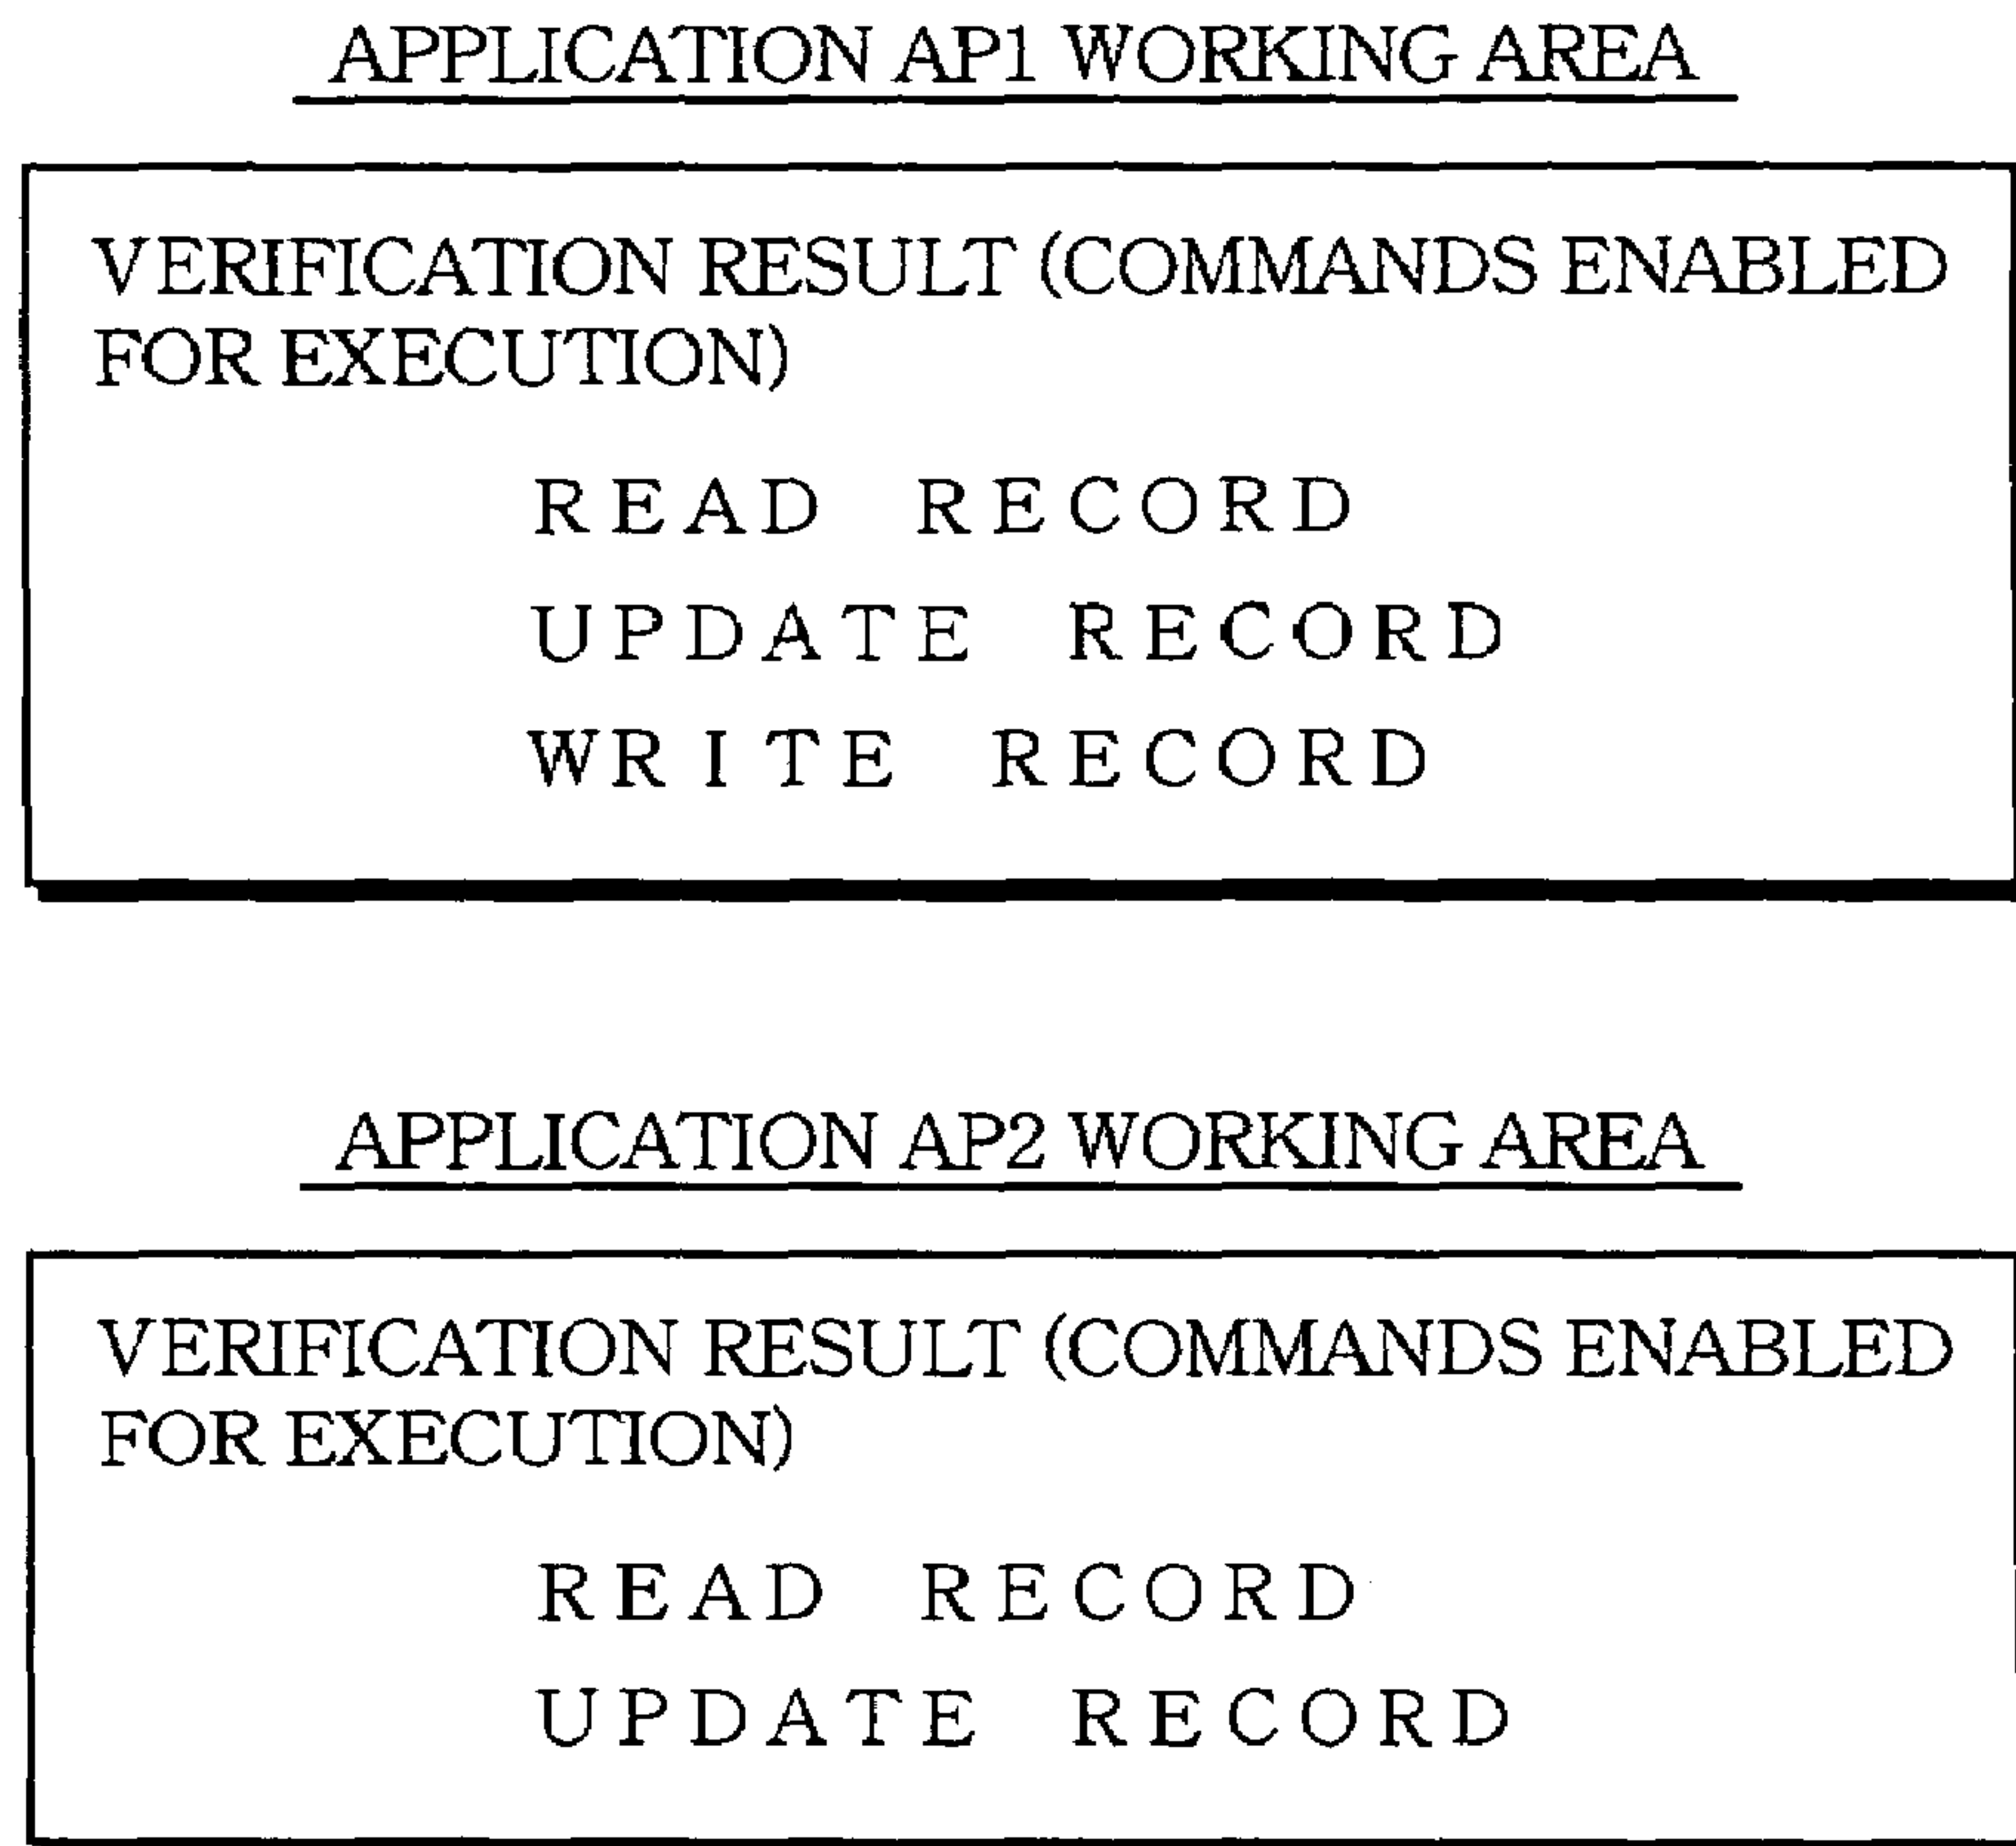 APPLICATION AP1 WORKING AREA
VERIFICATION RESULT (COMMANDS ENABLED
FOR EXECUTION)
READ RECORD
UPDATE RECORD
WRITE RECORD
APPLICATION AP2 WORKING AREA
VERIFICATION RESULT (COMMANDS ENABLED
FOR EXECUTION)
READ RECORD
UPDATE RECORD